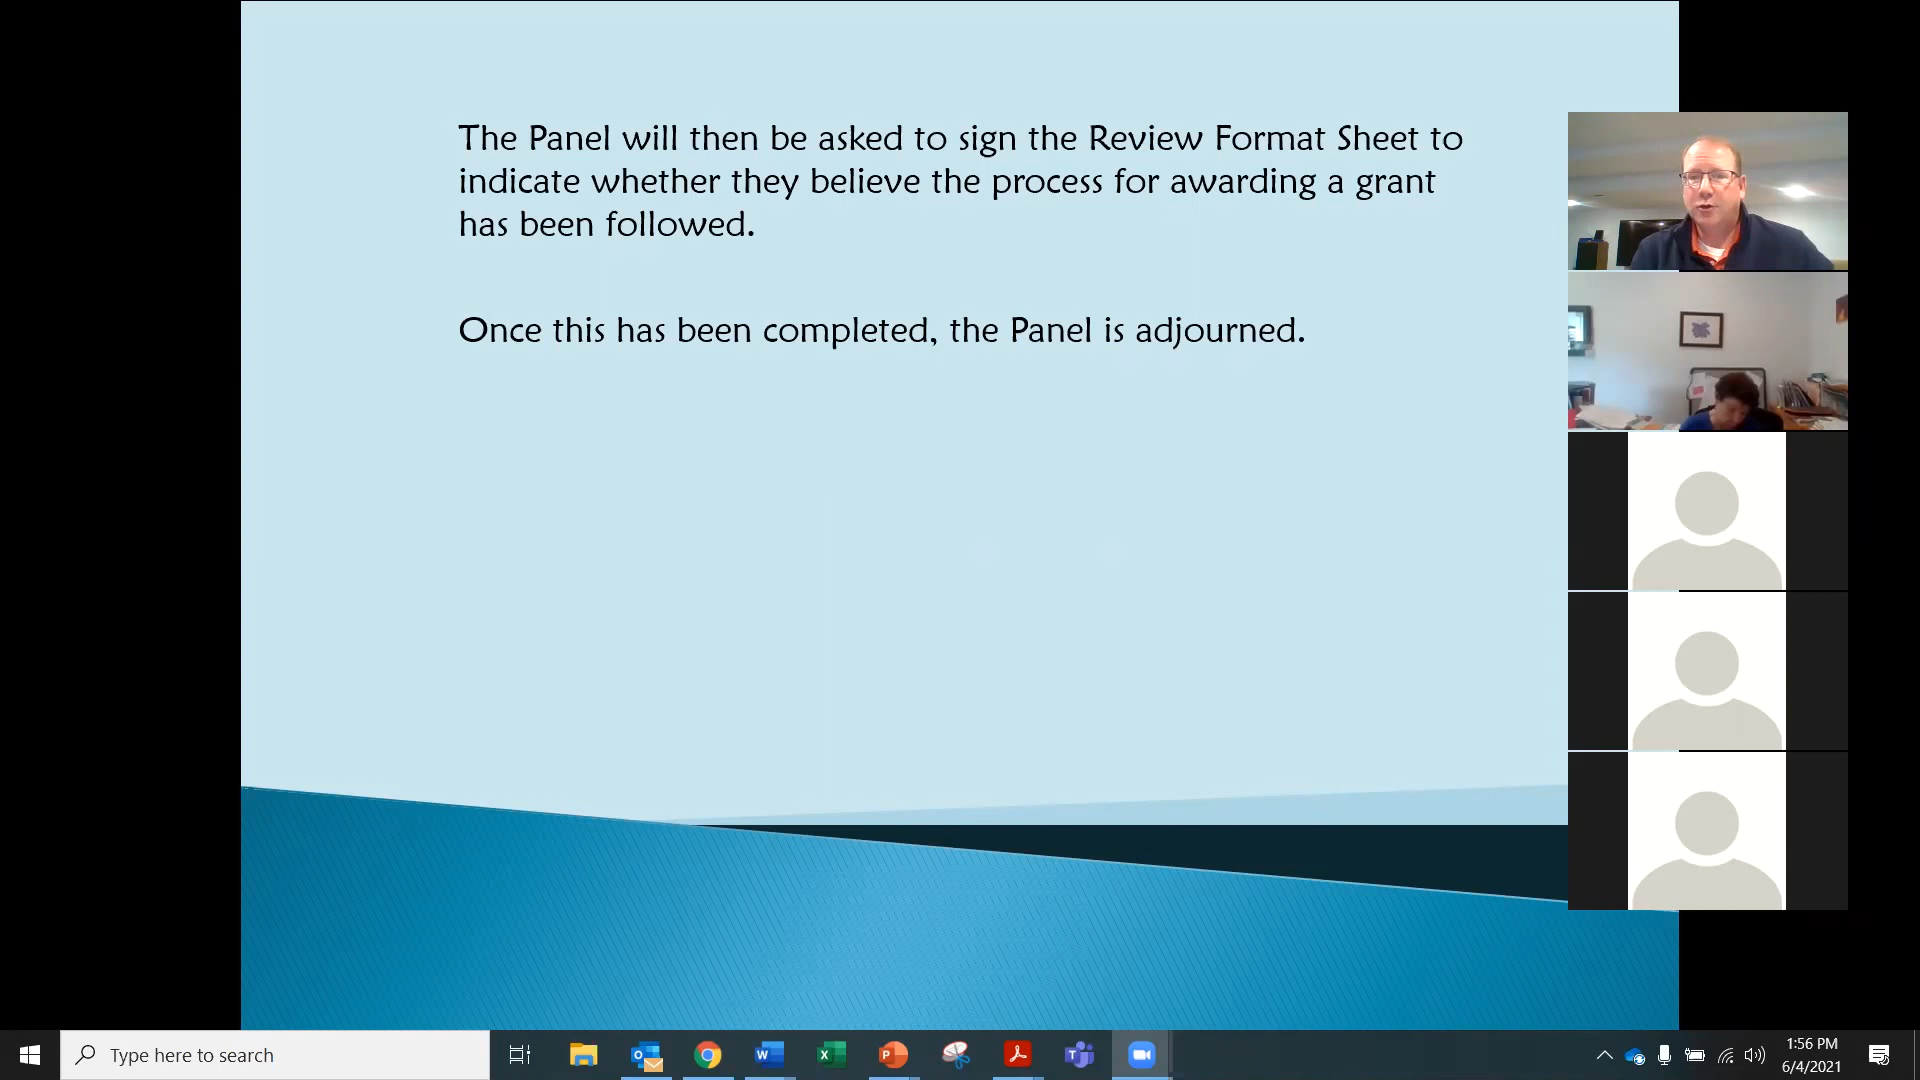 The Panel will then be asked to sign the Review Format Sheet to
indicate whether they believe the process for awarding a grant
has been followed.
Once this has been completed, the Panel is adjourned.
Type here to search
1:56 PM
6/4/2021